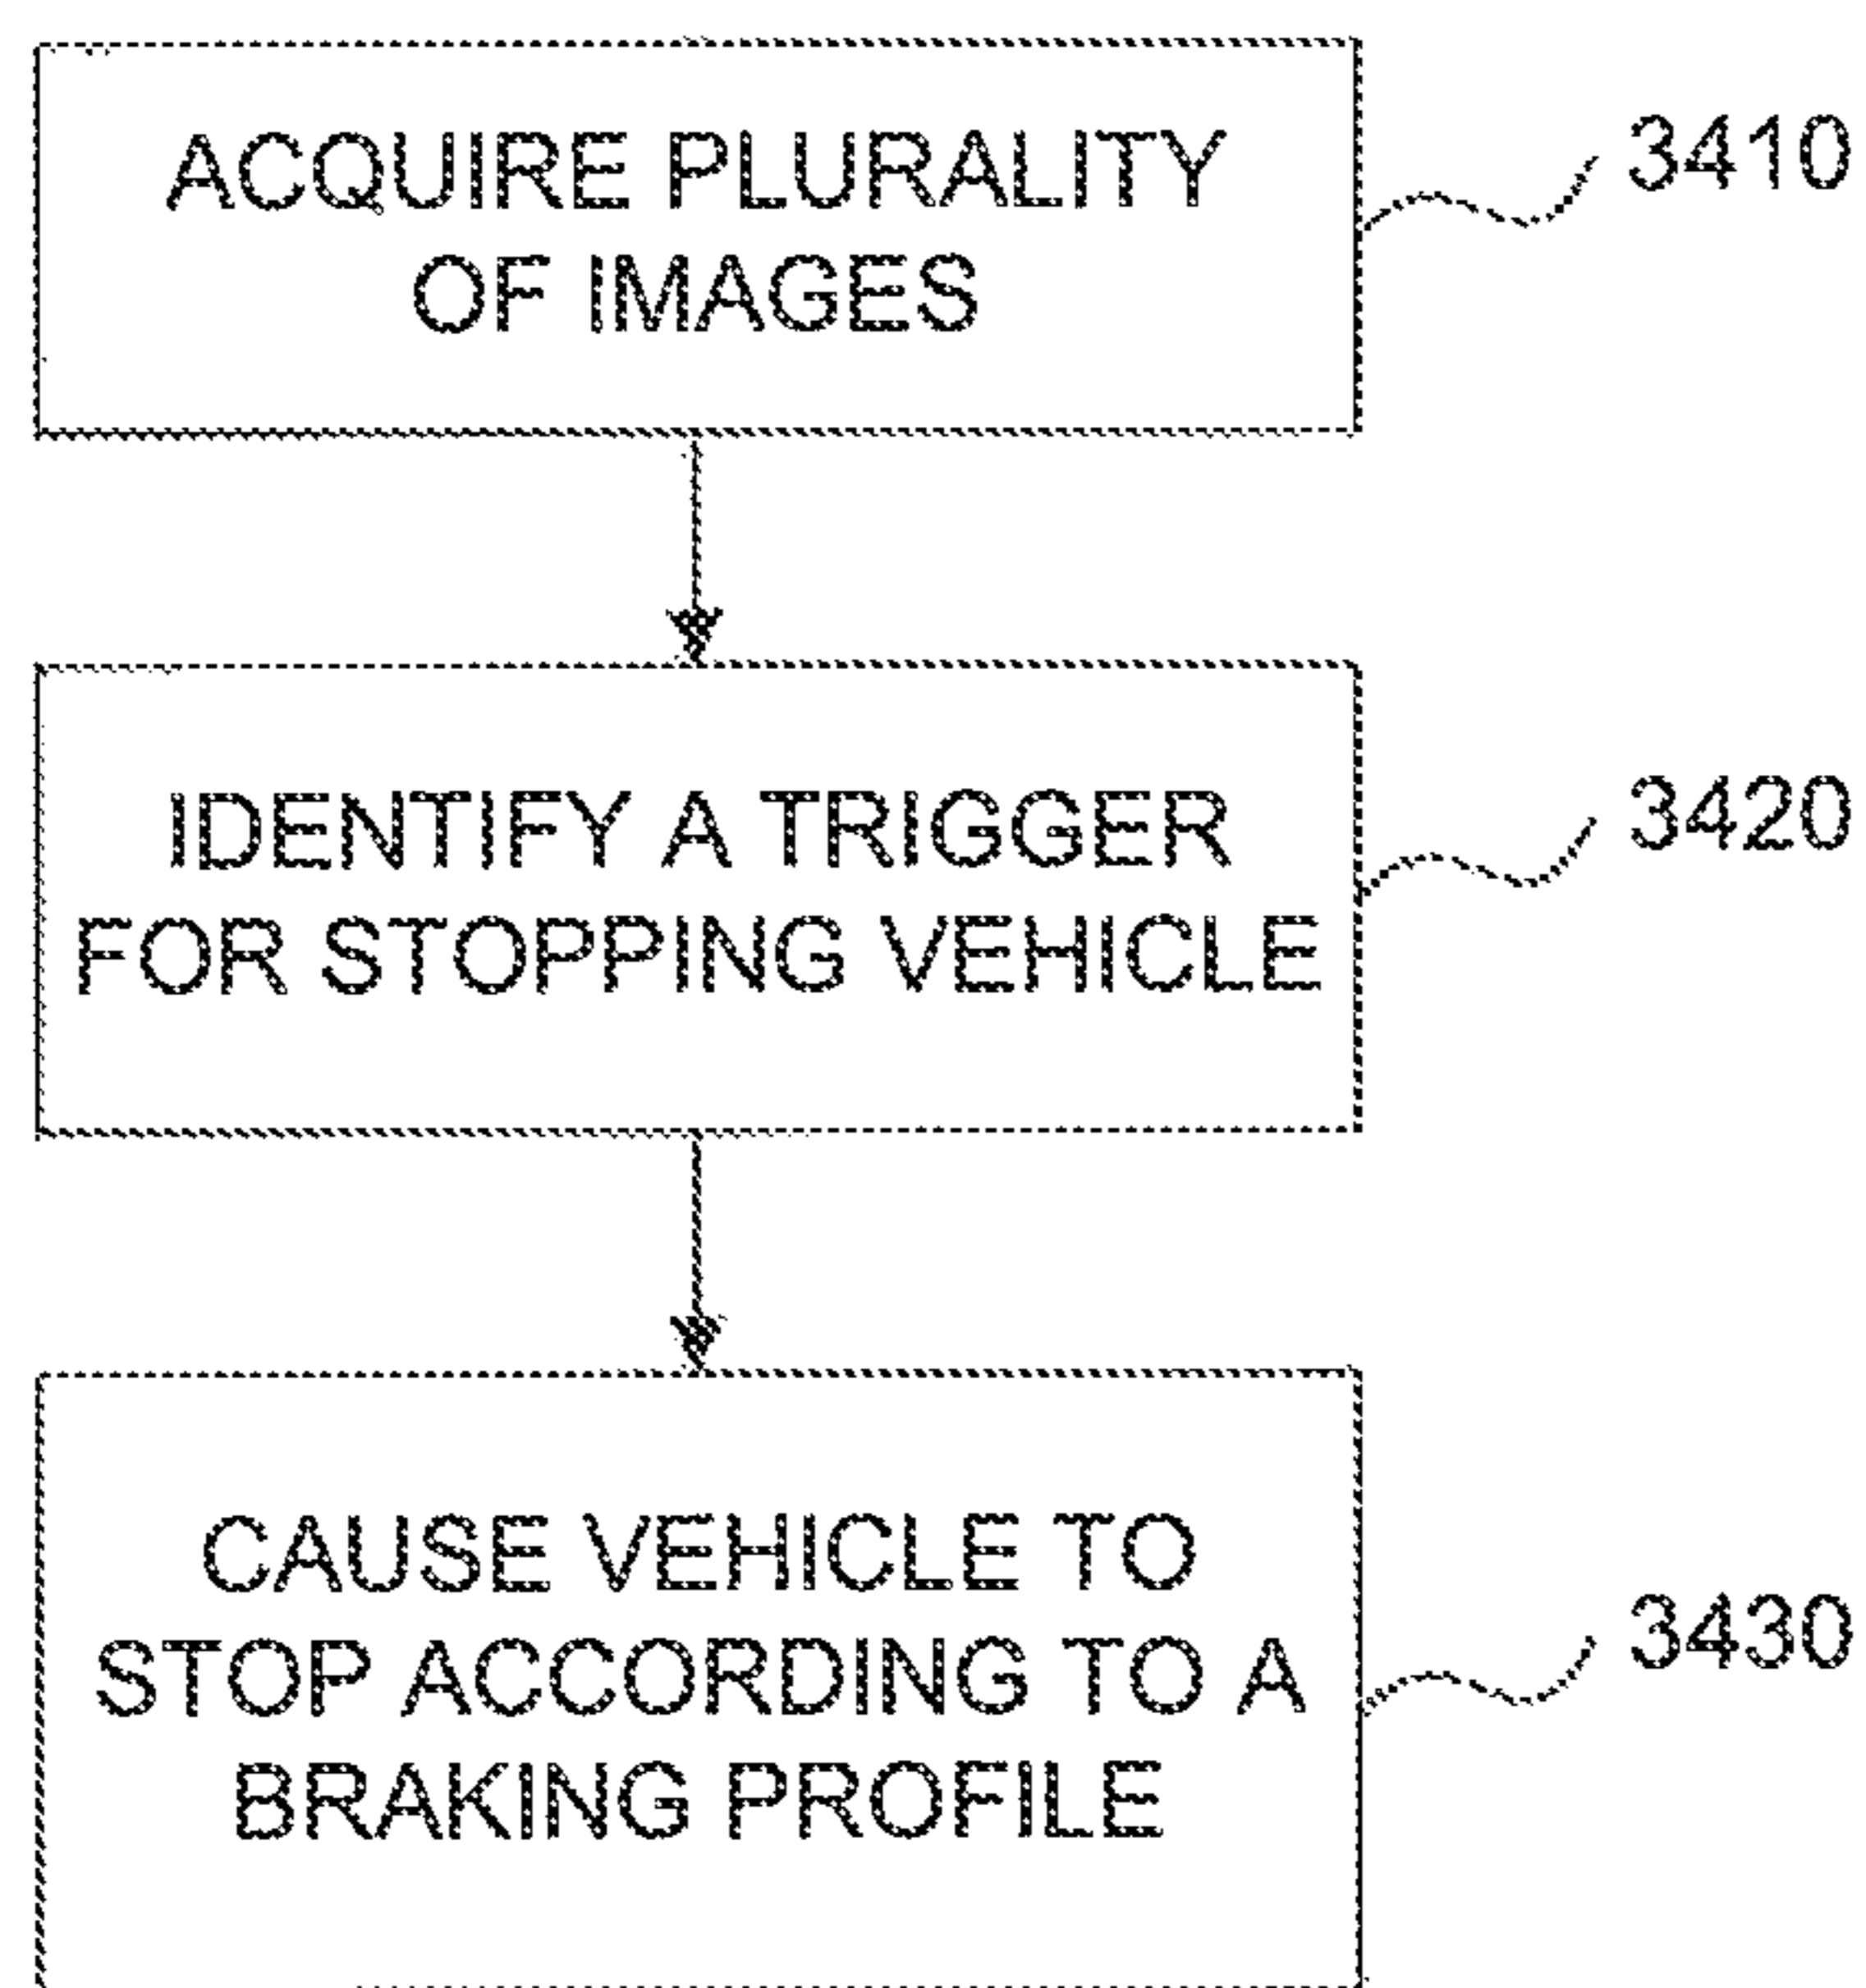 ACQUIRE PLURALITY
OF IMAGES
3410
IDENTIFY A TRIGGER
FOR STOPPING VEHICLE
3420
CAUSE VEHICLE TO
STOP ACCORDING TO A
BRAKING PROFILE
3430